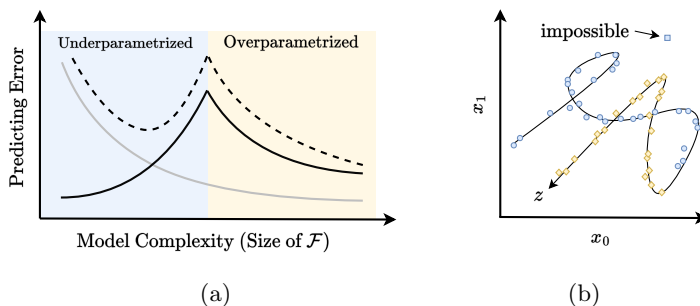 Underparametrized
Overparametrized
Predicting Error
Model Complexity (Size of 𝓕)
(a)
impossible
x₁
z
x₀
(b)